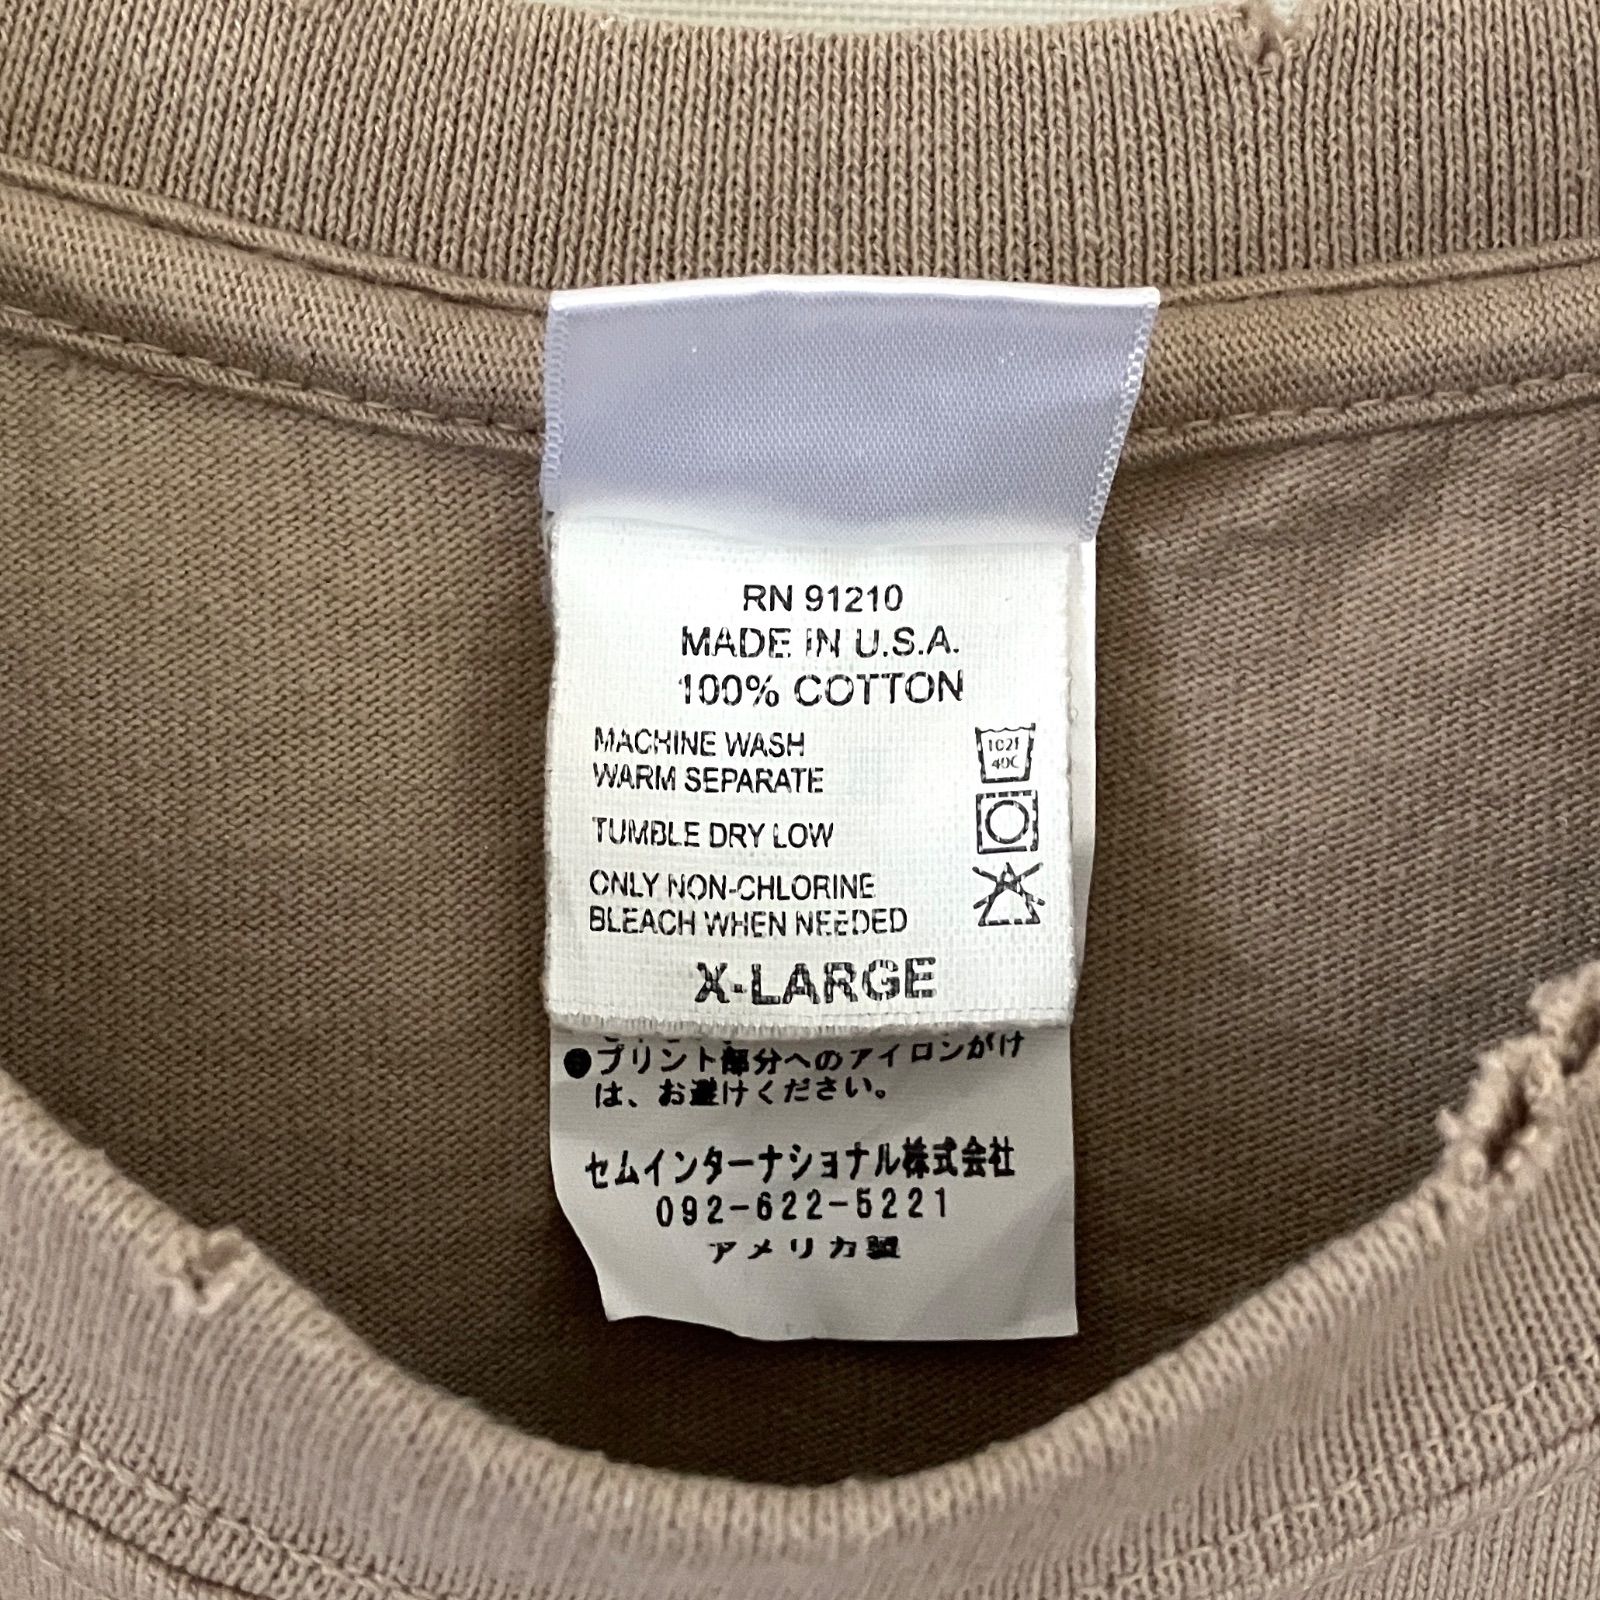 RN 91210
MADE IN U.S.A.
100% COTTON
MACHINE WASH
WARM SEPARATE
102F
40C
TUMBLE DRY LOW
ONLY NON-CHLORINE
BLEACH WHEN NEEDED
X-LARGE
●プリント部分へのアイロンがけ
は、お避けください。
セムインターナショナル株式会社
092-622-5221
アメリカ製